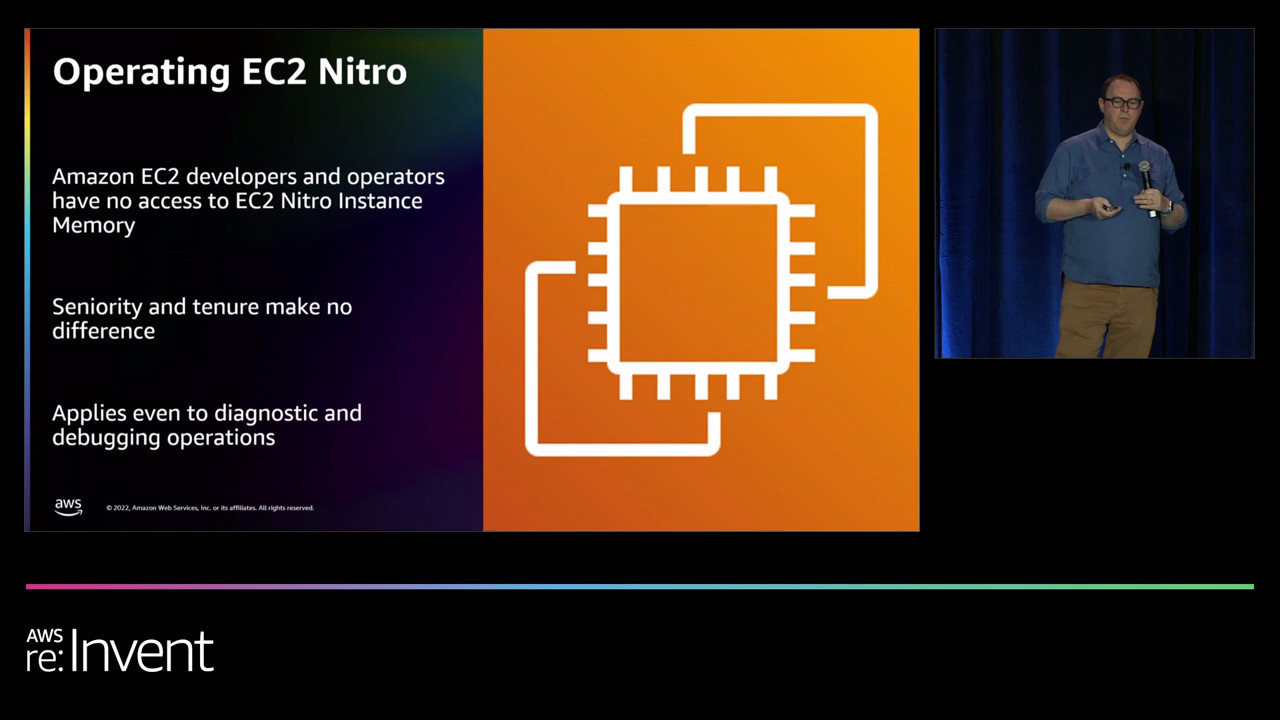 Operating EC2 Nitro
Amazon EC2 developers and operators
have no access to EC2 Nitro Instance
Memory
Seniority and tenure make no
difference
Applies even to diagnostic and
debugging operations
aws
© 2022, Amazon Web Services, Inc. or its affiliates. All rights reserved.
AWS
re:Invent